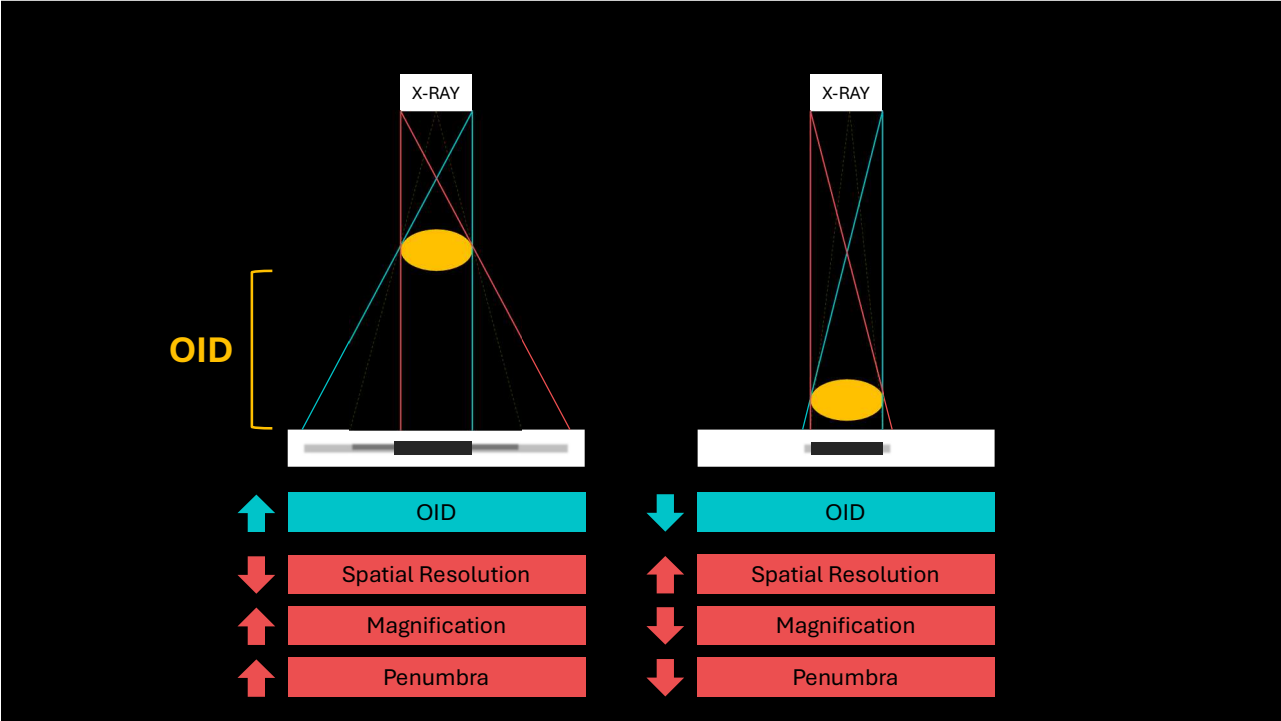 X-RAY
X-RAY
OID
OID
OID
Spatial Resolution
Spatial Resolution
Magnification
Magnification
Penumbra
Penumbra